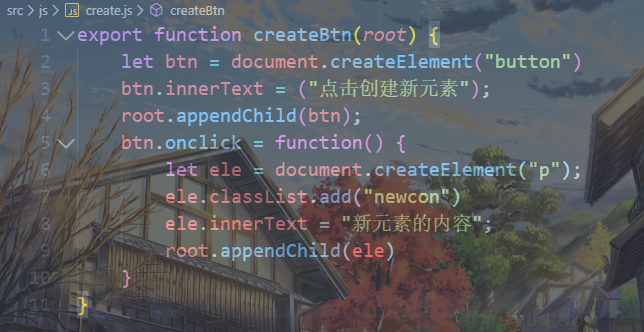 src > js > JS create.js > createBtn
1 export function createBtn(root) {
2 let btn = document.createElement("button")
3 btn.innerText = ("点击创建新元素");
4 root.appendChild(btn);
5 btn.onclick = function() {
6 let ele = document.createElement("p");
7 ele.classList.add("newcon")
8 ele.innerText = "新元素的内容";
9 root.appendChild(ele)
10 }
11 }